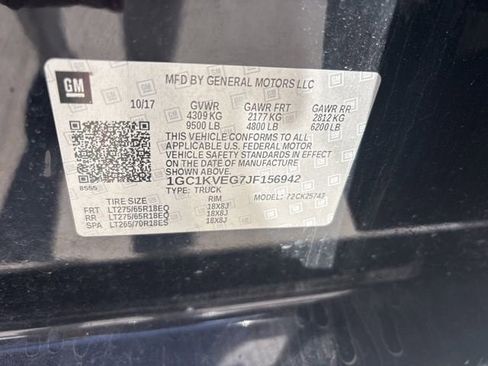 GM
MFD BY GENERAL MOTORS LLC
10/17 GVWR GAWR FRT GAWR RR
4309 KG 2177 KG 2812 KG
9500 LB 4800 LB 6200 LB
THIS VEHICLE CONFORMS TO ALL
APPLICABLE U.S. FEDERAL MOTOR
VEHICLE SAFETY STANDARDS IN
EFFECT ON THE DATE OF MANUFACTURE
SHOWN ABOVE.
1GC1KVEG7JF156942
8555 TYPE: TRUCK MODEL:
TIRE SIZE RIM
FRT LT275/65R18EQ 18X8J
RR LT275/65R18EQ 18X8J
SPA LT265/70R18ES 18X8J